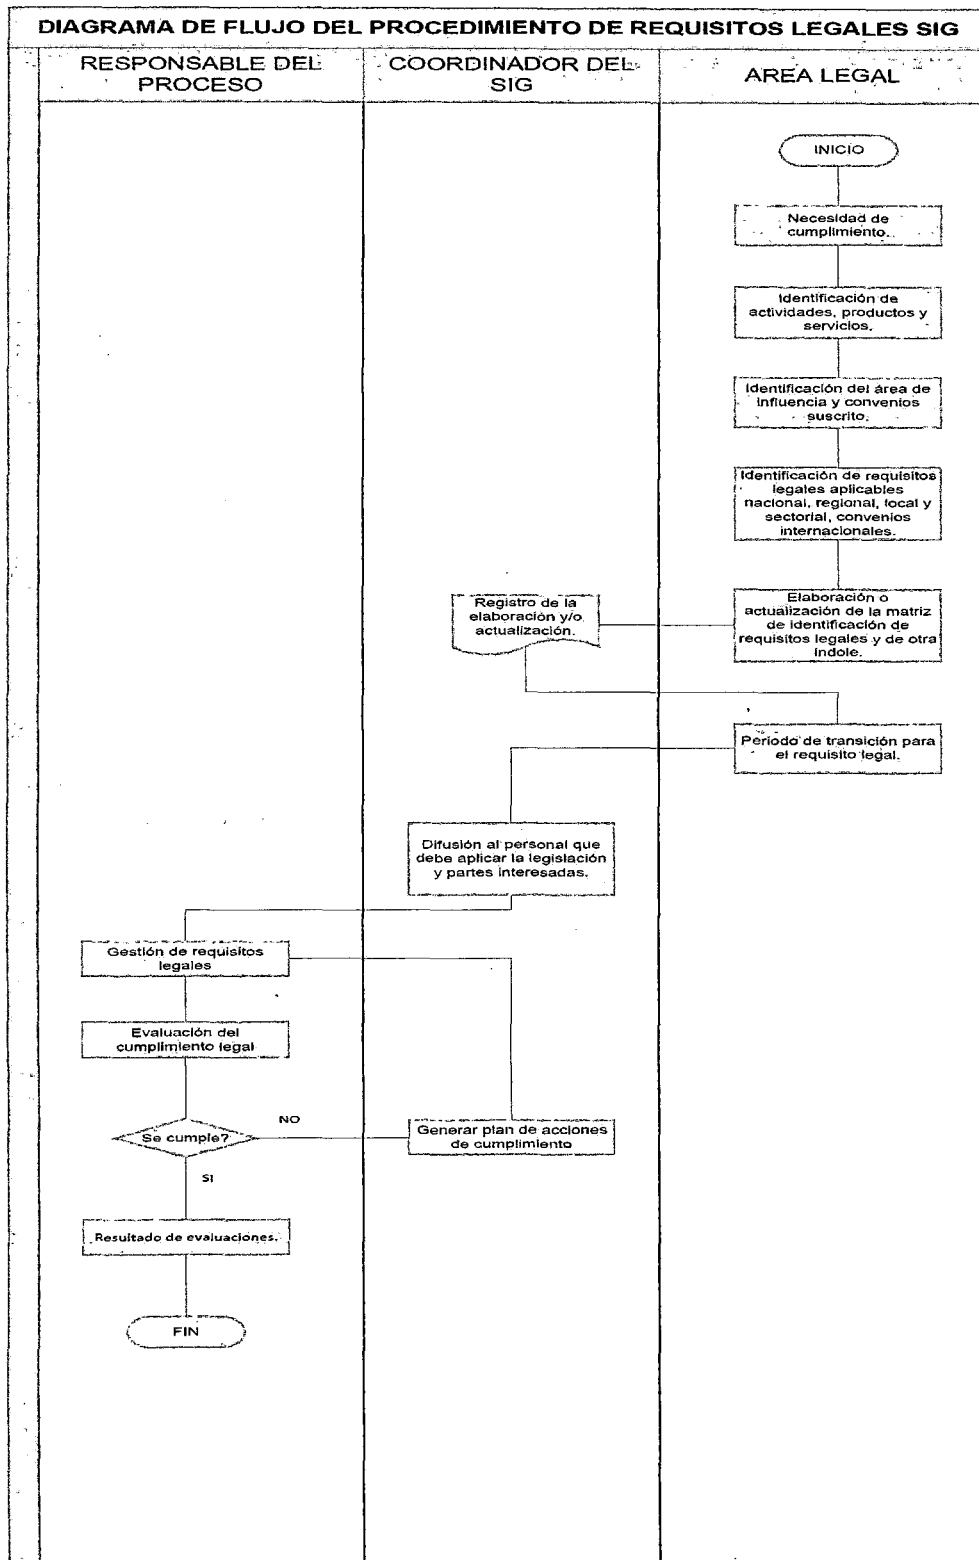 DIAGRAMA DE FLUJO DEL PROCEDIMIENTO DE REQUISITOS LEGALES SIG
RESPONSABLE DEL
PROCESO
COORDINADOR DEL
SIG
AREA LEGAL
INICIO
Necesidad de
cumplimiento.
Identificación de
actividades, productos y
servicios.
Identificación del área de
influencia y convenios
suscrito.
Identificación de requisitos
legales aplicables
nacional, regional, local y
sectorial, convenios
internacionales.
Elaboración o
actualización de la matriz
de identificación de
requisitos legales y de otra
índole.
Registro de la
elaboración y/o
actualización.
Período de transición para
el requisito legal.
Difusión al personal que
debe aplicar la legislación
y partes interesadas.
Gestión de requisitos
legales
Evaluación del
cumplimiento legal
Se cumple?
NO
Generar plan de acciones
de cumplimiento
SI
Resultado de evaluaciones.
FIN